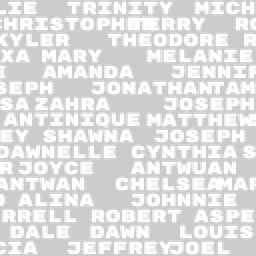 LIE TRINITY MICH
CHRISTOPHER TERRY RO
KYLER THEODORE R
XA MARY MELANIE
E AMANDA JENNIF
SEPH JONATHAN TAM
SA ZAHRA JOSEPH
ANTINIQUE MATTHEW
EY SHAWNA JOSEPH
DAWNELLE CYNTHIA S
R JOYCE ANTWUAN
ANTWAN CHELSEA MAR
O ALINA JOHNNIE
RRELL ROBERT ASPE
DALE DAWN LOUIS
CIA JEFFREY JOEL